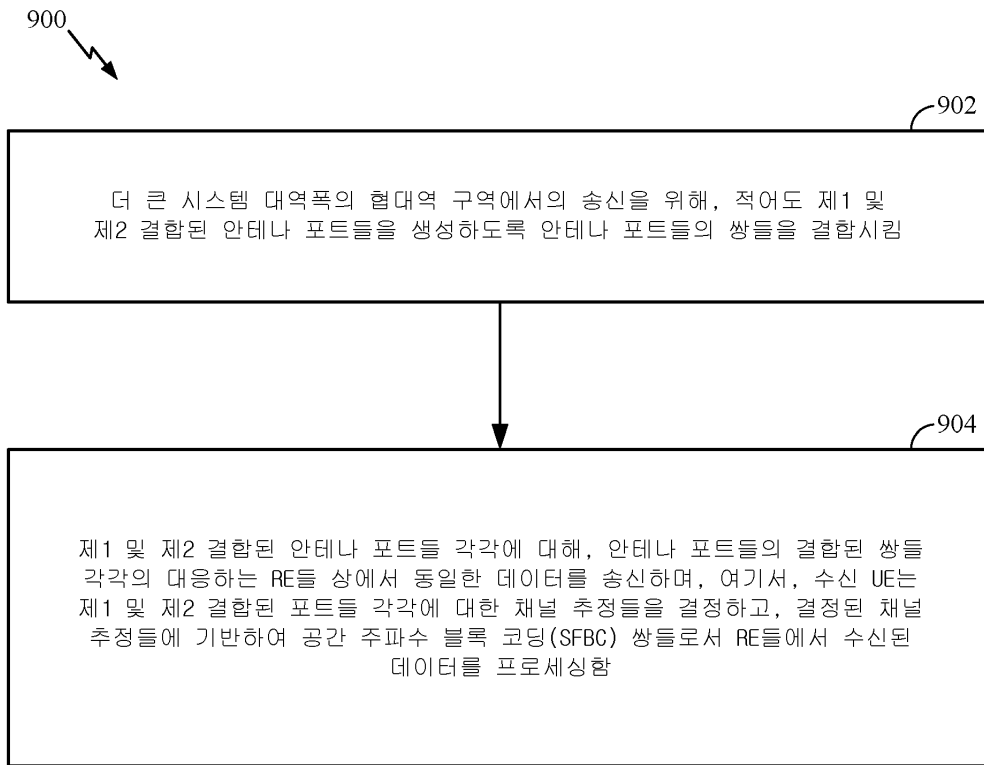 900
902
더 큰 시스템 대역폭의 협대역 구역에서의 송신을 위해, 적어도 제1 및
제2 결합된 안테나 포트들을 생성하도록 안테나 포트들의 쌍들을 결합시킴
904
제1 및 제2 결합된 안테나 포트들 각각에 대해, 안테나 포트들의 결합된 쌍들
각각의 대응하는 RE들 상에서 동일한 데이터를 송신하며, 여기서, 수신 UE는
제1 및 제2 결합된 포트들 각각에 대한 채널 추정들을 결정하고, 결정된 채널
추정들에 기반하여 공간 주파수 블록 코딩(SFBC) 쌍들로서 RE들에서 수신된
데이터를 프로세싱함